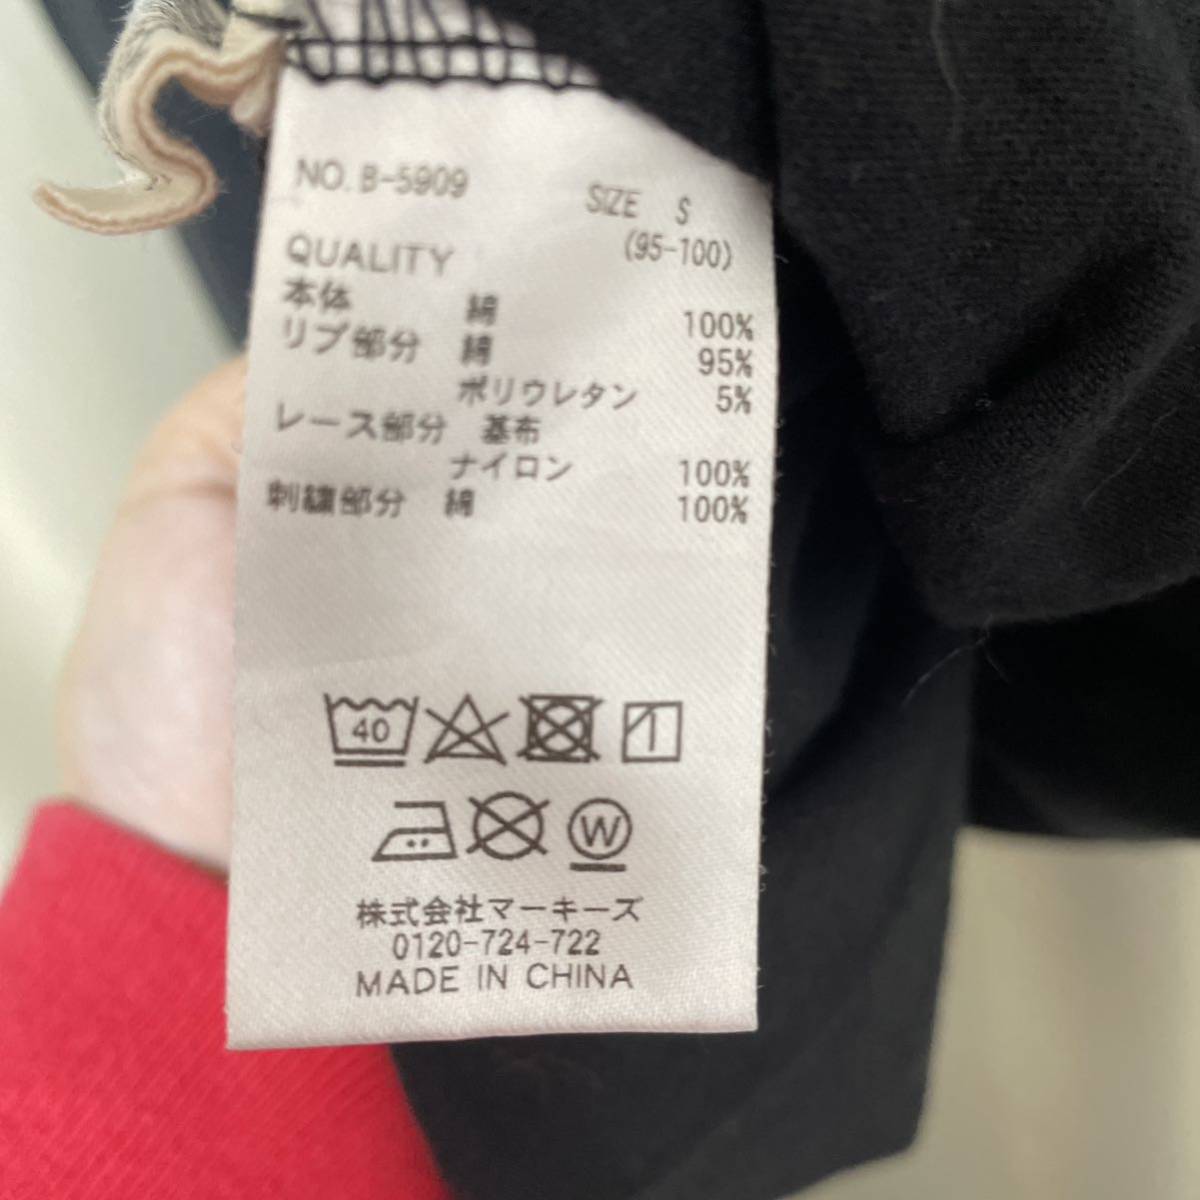 NO. B-5909 SIZE S
(95-100)
QUALITY
本体 綿 100%
リブ部分 綿 95%
ポリウレタン 5%
レース部分 基布
ナイロン 100%
刺繍部分 綿 100%
40
W
株式会社マーキーズ
0120-724-722
MADE IN CHINA